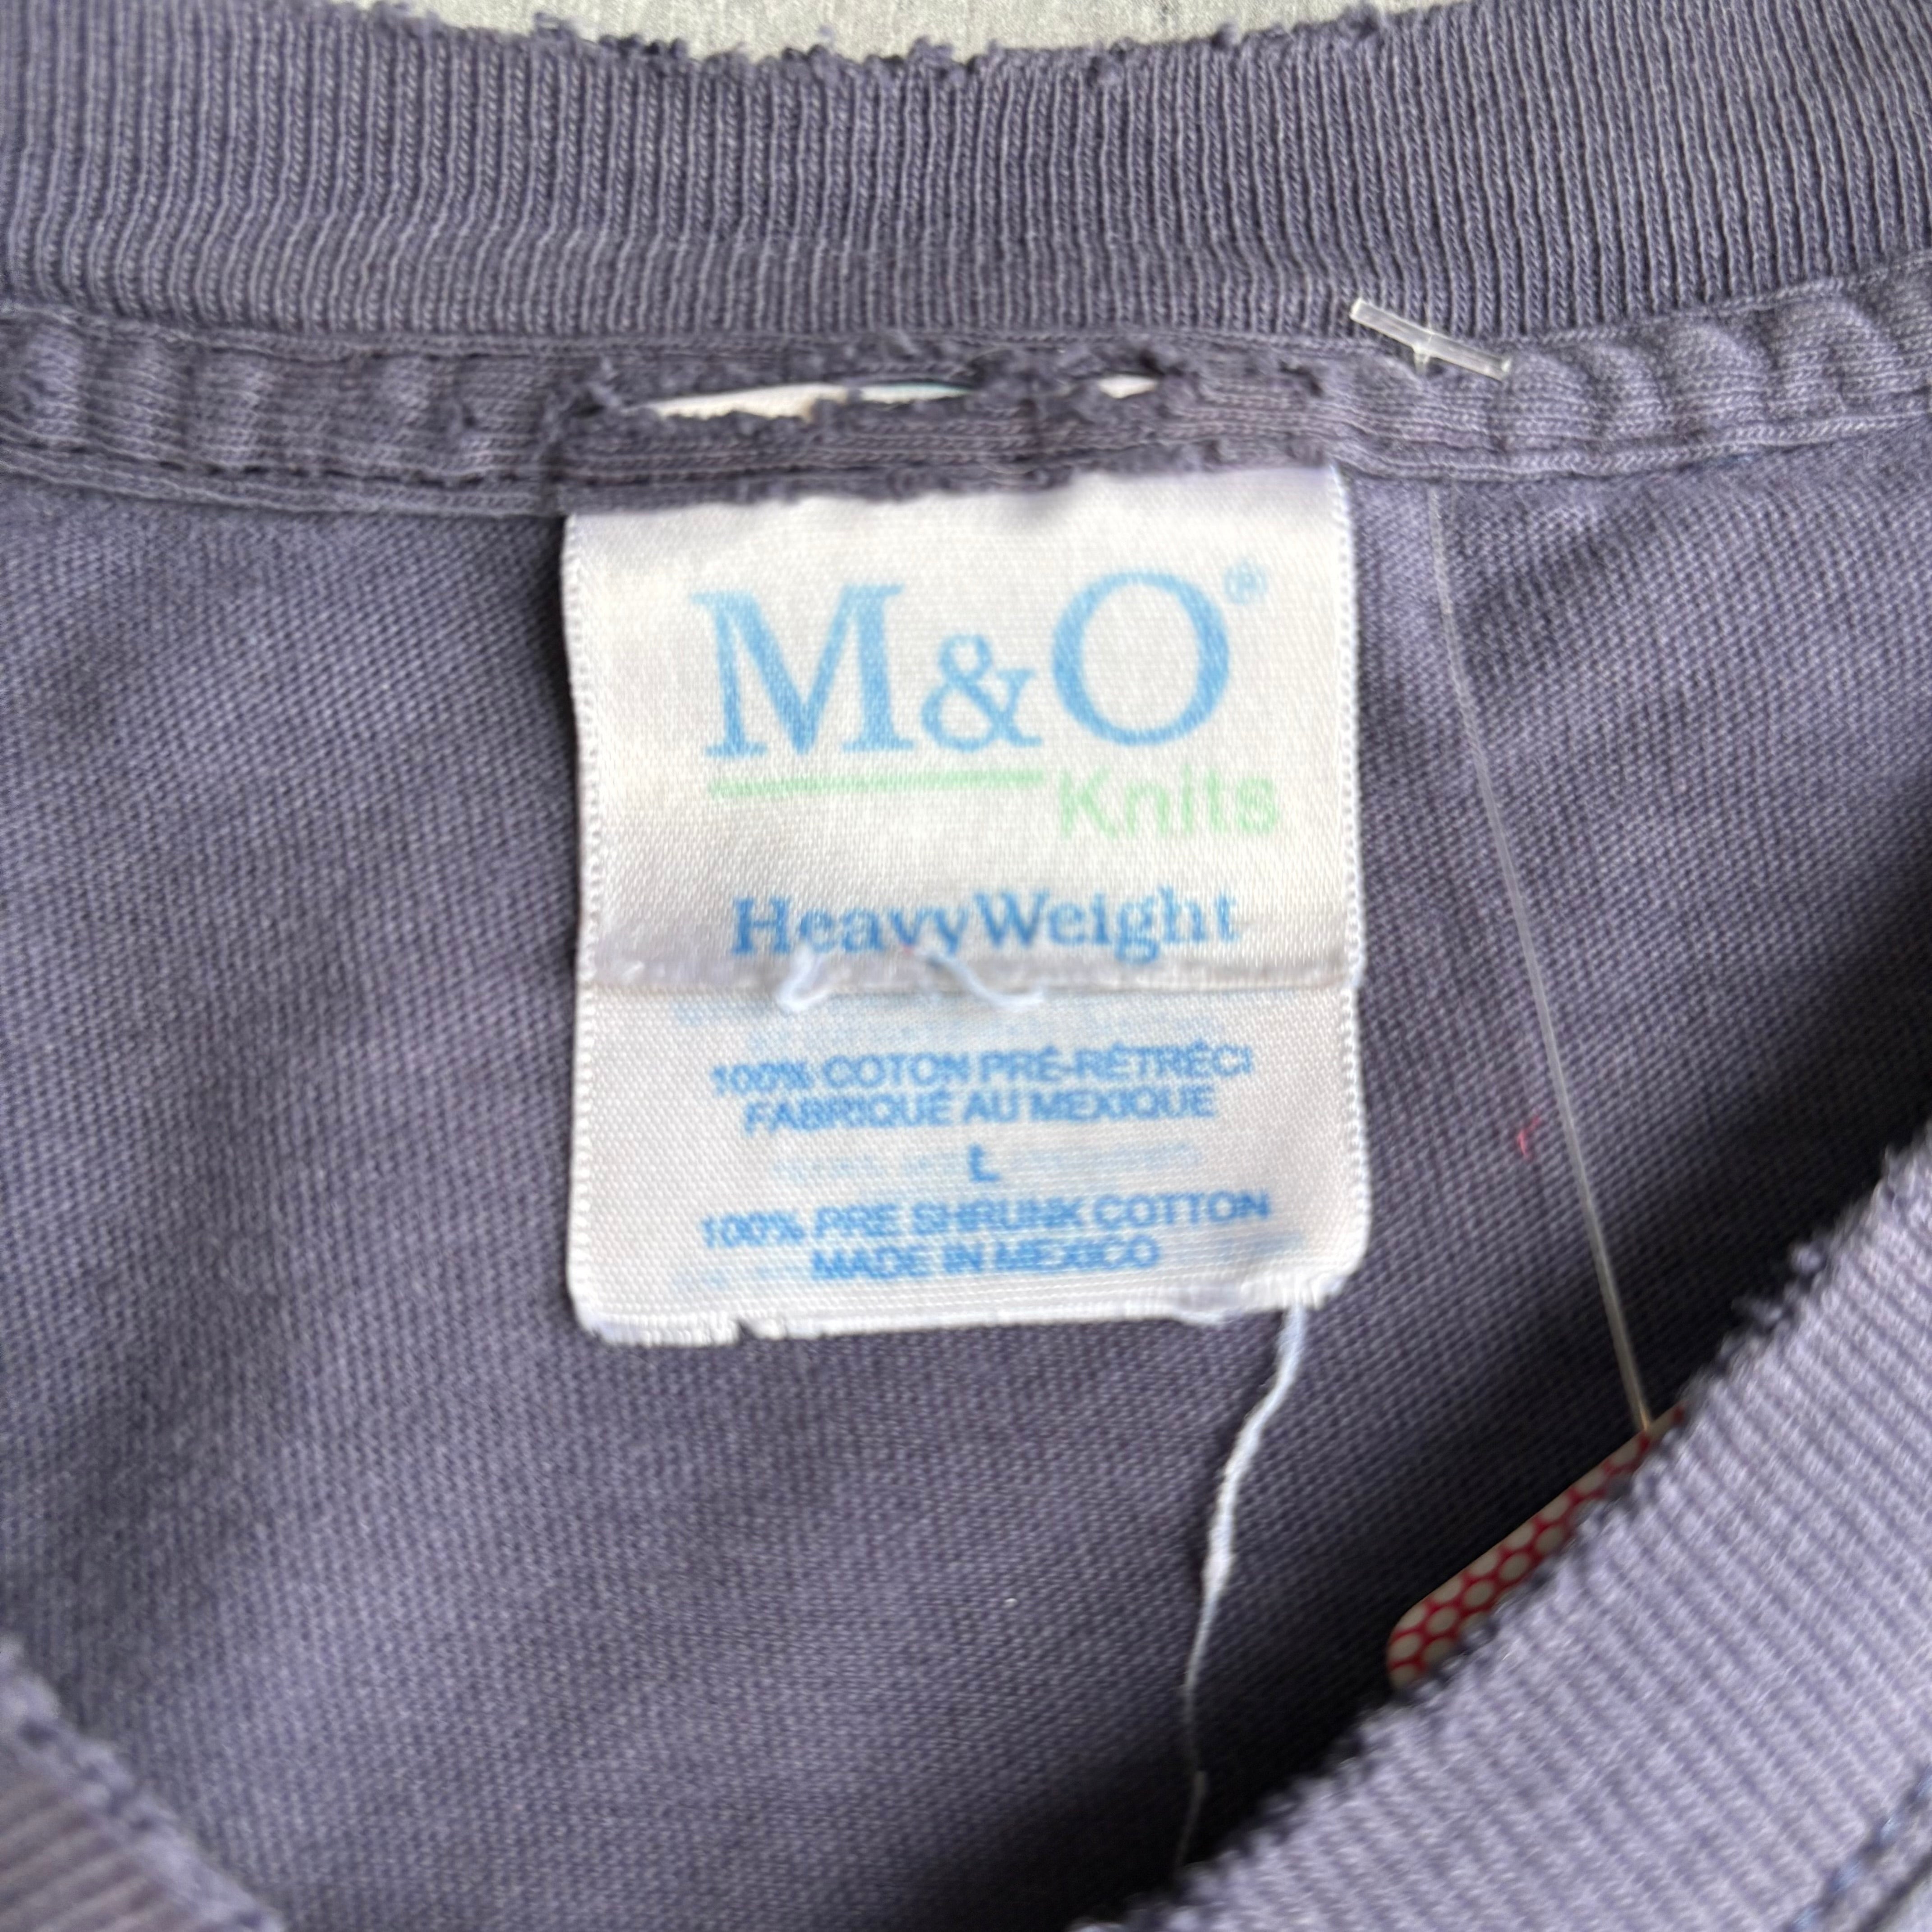 M&O®
Knits
HeavyWeight
100% COTON PRÉ-RÉTRÉCI
FABRIQUÉ AU MEXIQUE
L
100% PRE SHRUNK COTTON
MADE IN MEXICO